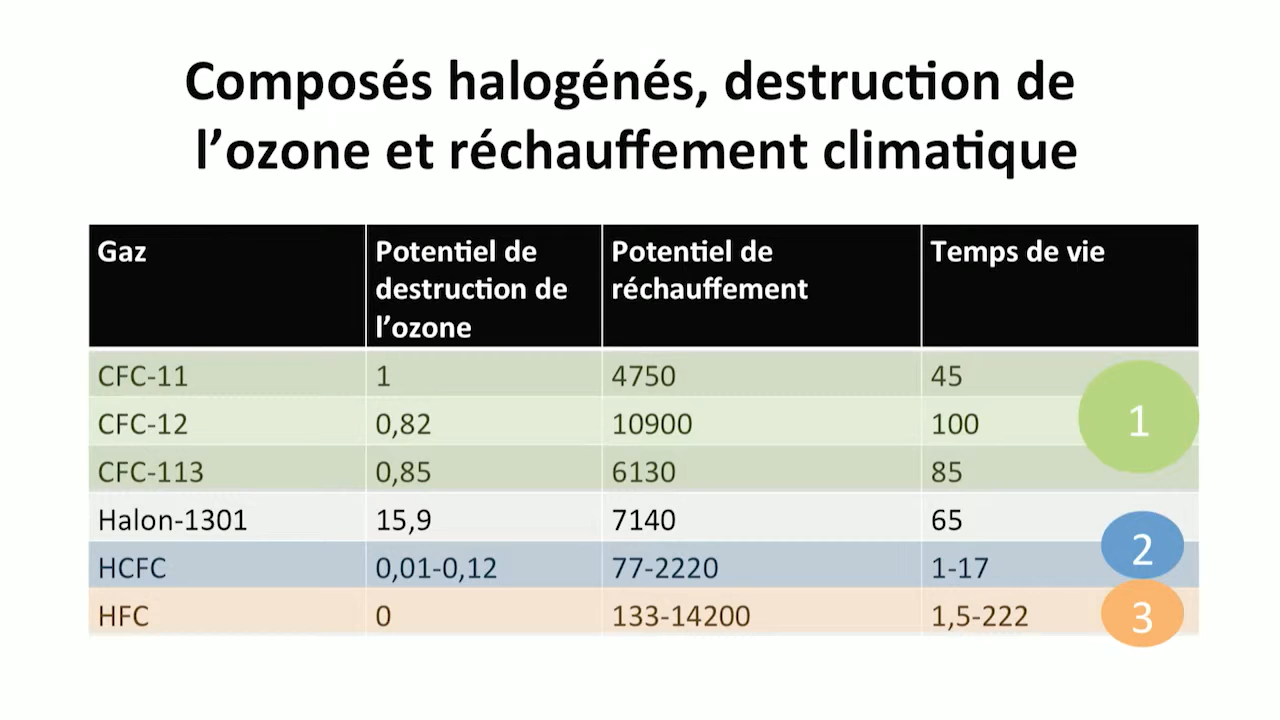 Composés halogénés, destruction de
l’ozone et réchauffement climatique
Gaz Potentiel de destruction de l’ozone Potentiel de réchauffement Temps de vie
CFC-11 1 4750 45
CFC-12 0,82 10900 100
CFC-113 0,85 6130 85
1
Halon-1301 15,9 7140 65
HCFC 0,01-0,12 77-2220 1-17
2
HFC 0 133-14200 1,5-222
3